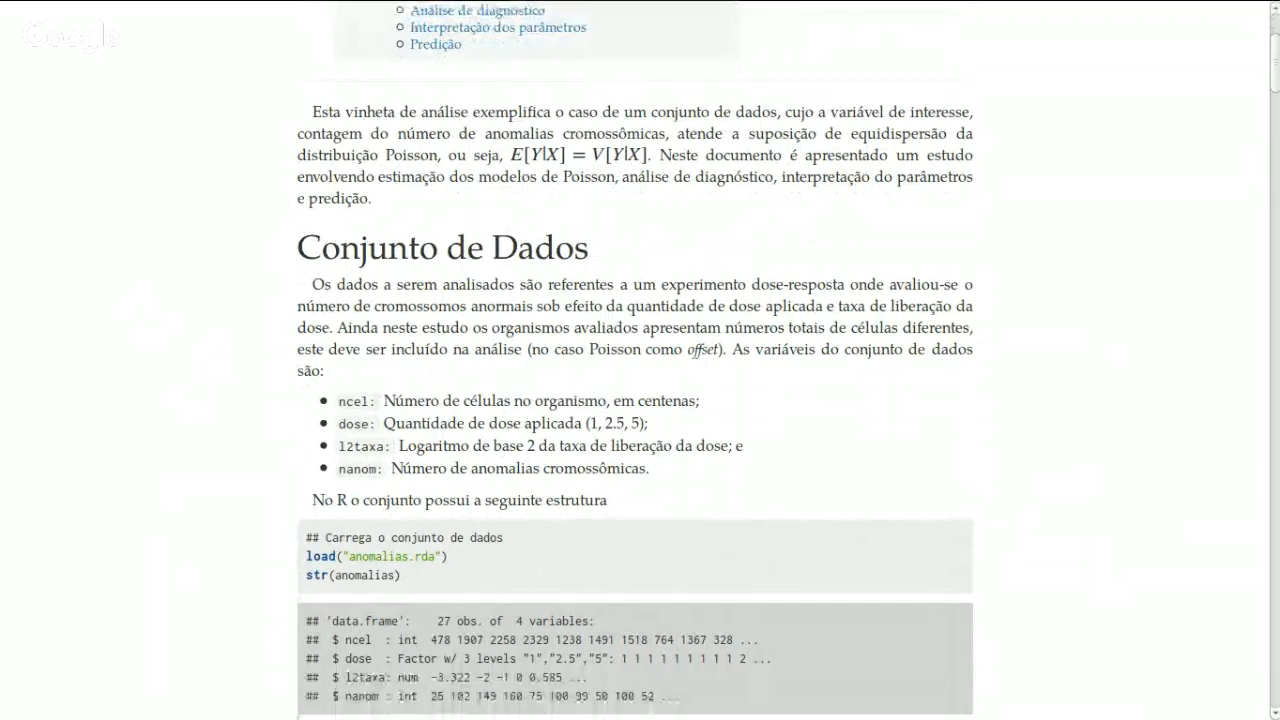 Google
Análise de diagnóstico
Interpretação dos parâmetros
Predição
Esta vinheta de análise exemplifica o caso de um conjunto de dados, cujo a variável de interesse,
contagem do número de anomalias cromossômicas, atende a suposição de equidispersão da
distribuição Poisson, ou seja, E[Y|X] = V[Y|X]. Neste documento é apresentado um estudo
envolvendo estimação dos modelos de Poisson, análise de diagnóstico, interpretação do parâmetros
e predição.
Conjunto de Dados
Os dados a serem analisados são referentes a um experimento dose-resposta onde avaliou-se o
número de cromossomos anormais sob efeito da quantidade de dose aplicada e taxa de liberação da
dose. Ainda neste estudo os organismos avaliados apresentam números totais de células diferentes,
este deve ser incluído na análise (no caso Poisson como offset). As variáveis do conjunto de dados
são:
ncel: Número de células no organismo, em centenas;
dose: Quantidade de dose aplicada (1, 2.5, 5);
l2taxa: Logaritmo de base 2 da taxa de liberação da dose; e
nanom: Número de anomalias cromossômicas.
No R o conjunto possui a seguinte estrutura
## Carrega o conjunto de dados
load("anomalias.rda")
str(anomalias)
## 'data.frame': 27 obs. of 4 variables:
## $ ncel : int 478 1907 2258 2329 1238 1491 1518 764 1367 328 ...
## $ dose : Factor w/ 3 levels "1","2.5","5": 1 1 1 1 1 1 1 1 1 2 ...
## $ l2taxa: num -3.322 -2 -1 0 0.585 ...
## $ nanom : int 25 102 149 160 75 100 99 50 100 52 ...